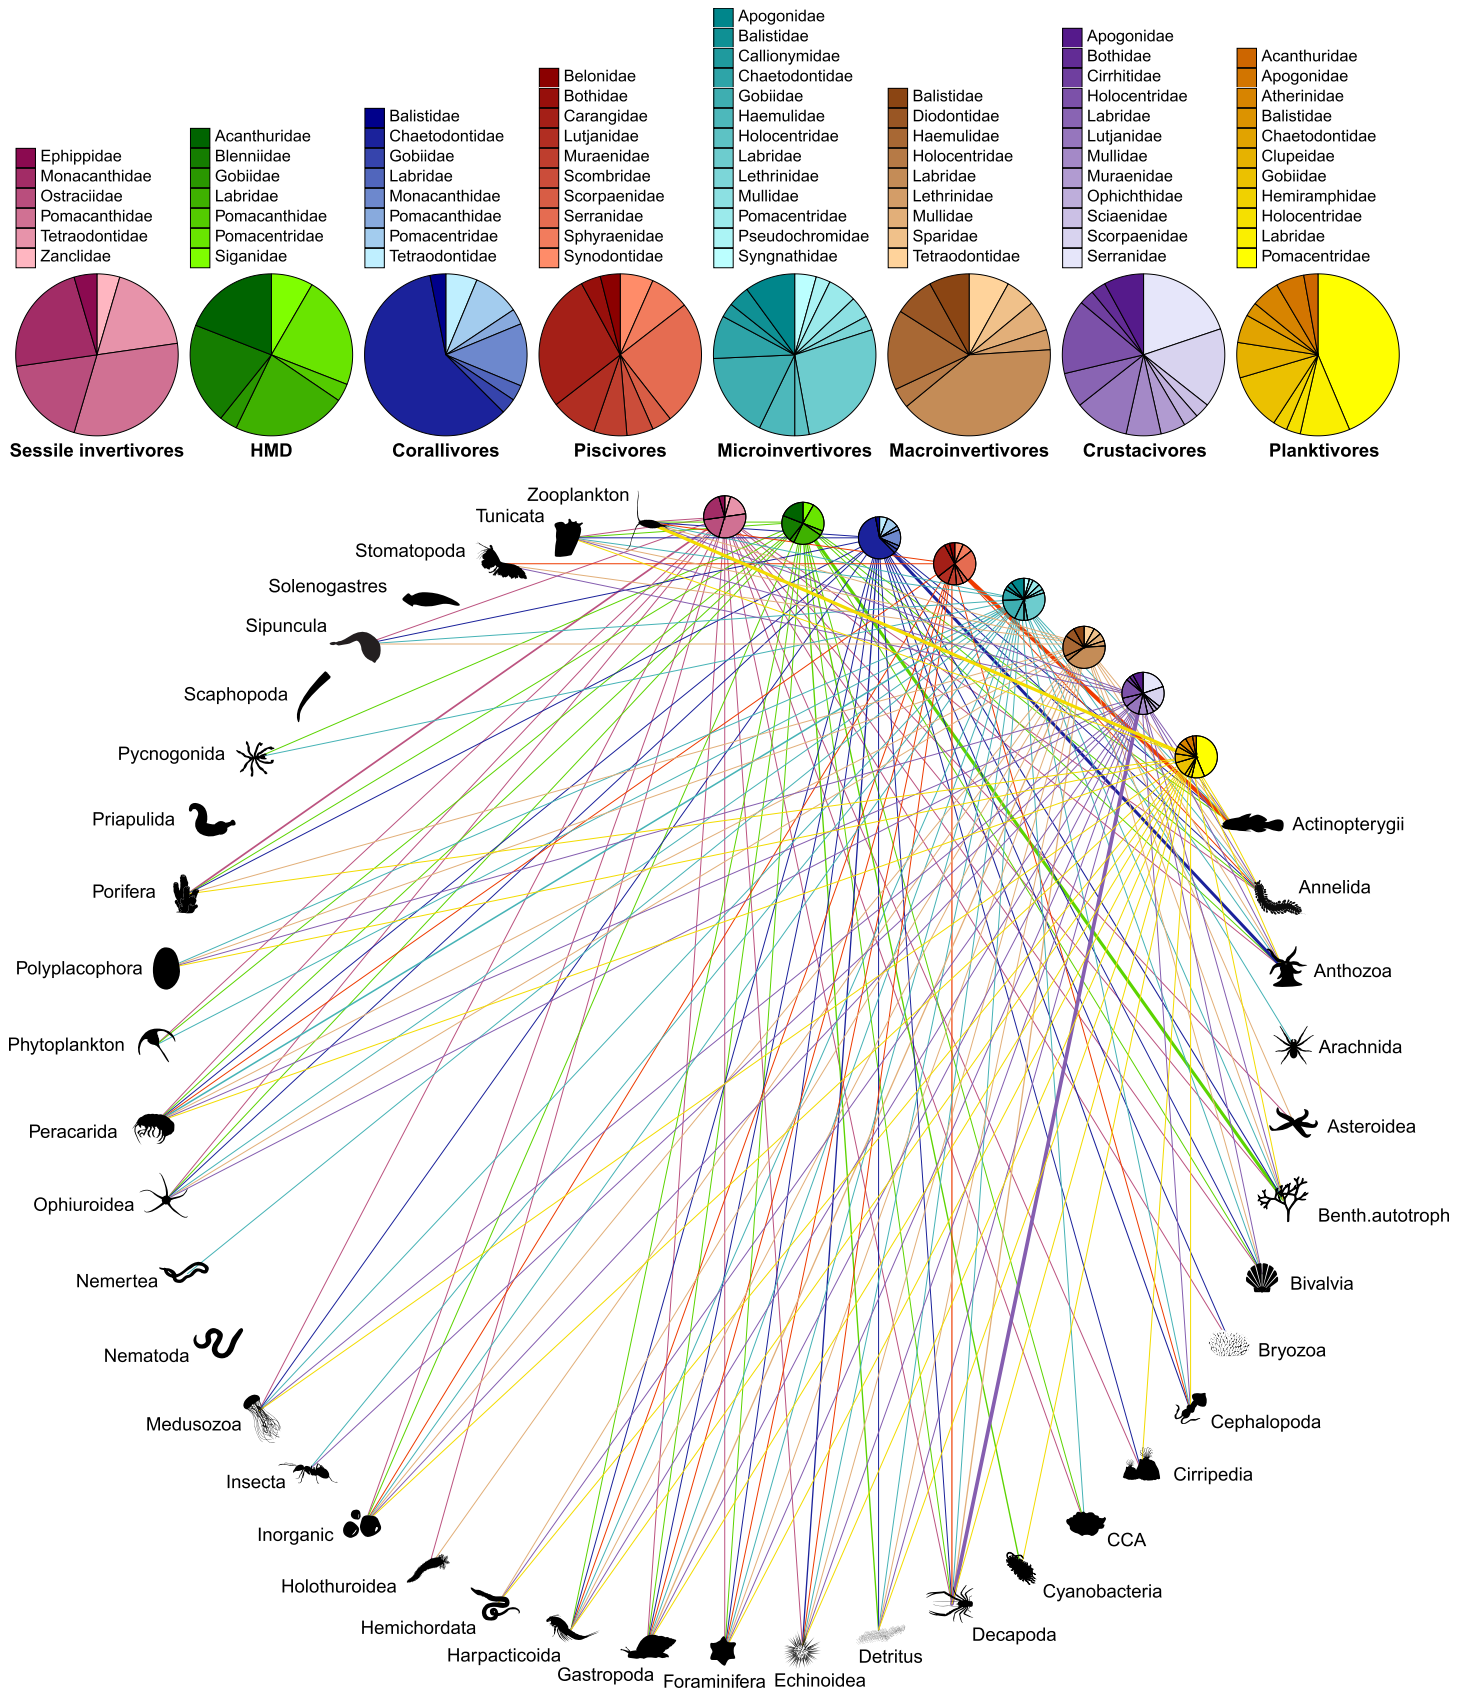 Ephippidae
Monacanthidae
Ostraciidae
Pomacanthidae
Tetraodontidae
Zanclidae
Sessile invertivores
Acanthuridae
Blenniidae
Gobiidae
Labridae
Pomacanthidae
Pomacentridae
Siganidae
HMD
Balistidae
Chaetodontidae
Gobiidae
Labridae
Monacanthidae
Pomacanthidae
Pomacentridae
Tetraodontidae
Corallivores
Belonidae
Bothidae
Carangidae
Lutjanidae
Muraenidae
Scombridae
Scorpaenidae
Serranidae
Sphyraenidae
Synodontidae
Piscivores
Apogonidae
Balistidae
Callionymidae
Chaetodontidae
Gobiidae
Haemulidae
Holocentridae
Labridae
Lethrinidae
Mullidae
Pomacentridae
Pseudochromidae
Syngnathidae
Microinvertivores
Balistidae
Diodontidae
Haemulidae
Holocentridae
Labridae
Lethrinidae
Mullidae
Sparidae
Tetraodontidae
Macroinvertivores
Apogonidae
Bothidae
Cirrhitidae
Holocentridae
Labridae
Lutjanidae
Mullidae
Muraenidae
Ophichthidae
Sciaenidae
Scorpaenidae
Serranidae
Crustacivores
Acanthuridae
Apogonidae
Atherinidae
Balistidae
Chaetodontidae
Clupeidae
Gobiidae
Hemiramphidae
Holocentridae
Labridae
Pomacentridae
Planktivores
Zooplankton
Tunicata
Stomatopoda
Solenogastres
Sipuncula
Scaphopoda
Pycnogonida
Priapulida
Porifera
Polyplacophora
Phytoplankton
Peracarida
Ophiuroidea
Nemertea
Nematoda
Medusozoa
Insecta
Inorganic
Holothuroidea
Hemichordata
Harpacticoida
Gastropoda
Foraminifera
Echinoidea
Detritus
Decapoda
Cyanobacteria
CCA
Cirripedia
Cephalopoda
Bryozoa
Bivalvia
Benth.autotroph
Asteroidea
Arachnida
Anthozoa
Annelida
Actinopterygii